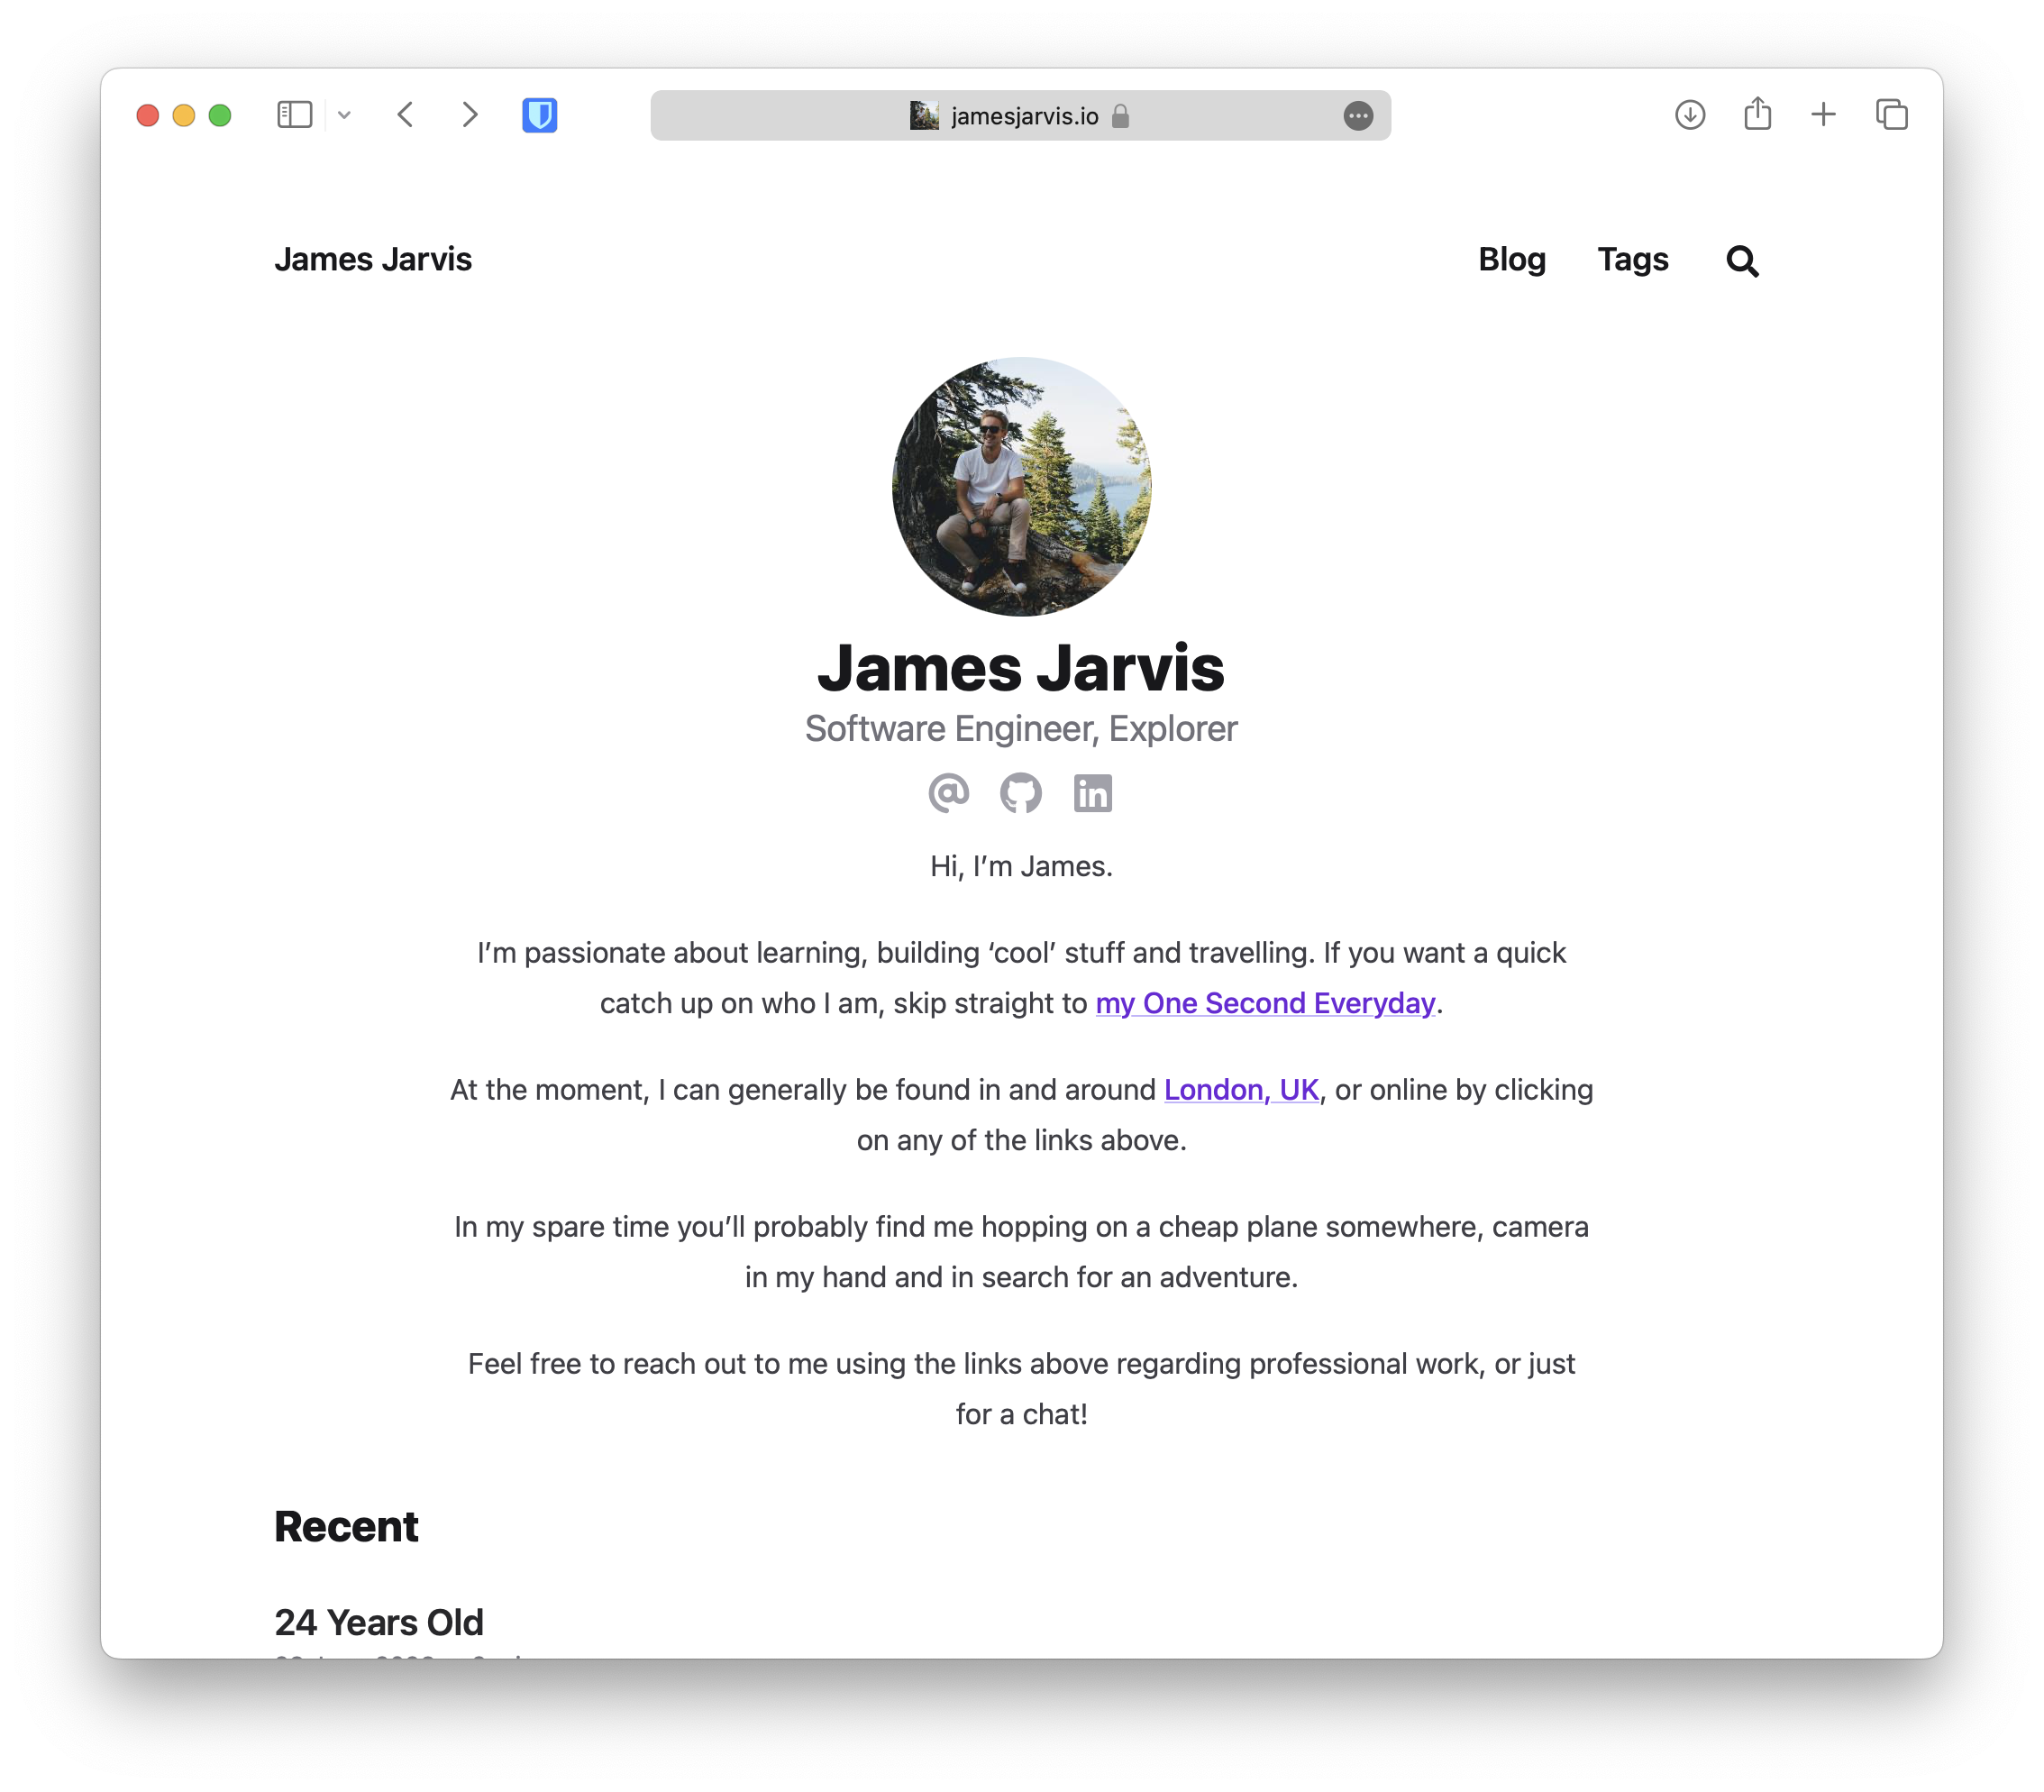 jamesjarvis.io
James Jarvis
Blog
Tags
James Jarvis
Software Engineer, Explorer
Hi, I’m James.
I’m passionate about learning, building ‘cool’ stuff and travelling. If you want a quick
catch up on who I am, skip straight to my One Second Everyday.
At the moment, I can generally be found in and around London, UK, or online by clicking
on any of the links above.
In my spare time you’ll probably find me hopping on a cheap plane somewhere, camera
in my hand and in search for an adventure.
Feel free to reach out to me using the links above regarding professional work, or just
for a chat!
Recent
24 Years Old